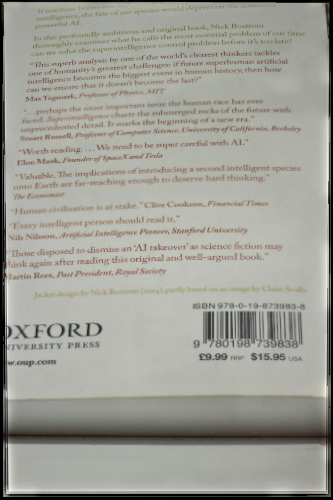 If machines
intelligence, the fate of our species would depend on the actions of
powerful AI.
In this profoundly ambitious and original book, Nick Bostrom
thoroughly examines what he calls the most essential problem of our time:
can we solve the superintelligence control problem before it's too late?
"This superb analysis by one of the world's clearest thinkers tackles
one of humanity's greatest challenges: if future superhuman artificial
intelligence becomes the biggest event in human history, then how
can we ensure that it doesn't become the last?"
Max Tegmark, Professor of Physics, MIT
"... perhaps the most important issue the human race has ever
faced. Superintelligence charts the submerged rocks of the future with
unprecedented detail. It marks the beginning of a new era."
Stuart Russell, Professor of Computer Science, University of California, Berkeley
"Worth reading.... We need to be super careful with AI."
Elon Musk, Founder of SpaceX and Tesla
"Valuable. The implications of introducing a second intelligent species
onto Earth are far-reaching enough to deserve hard thinking."
The Economist
"Human civilisation is at stake." Clive Cookson, Financial Times
"Every intelligent person should read it."
Nils Nilsson, Artificial Intelligence Pioneer, Stanford University
"Those disposed to dismiss an 'AI takeover' as science fiction may
think again after reading this original and well-argued book."
Martin Rees, Past President, Royal Society
Jacket design by Nick Bostrom (2014), partly based on an image by Claire Scully.
ISBN 978-0-19-873983-8
OXFORD
UNIVERSITY PRESS
www.oup.com
9 780198 739838
£9.99 RRP $15.95 USA